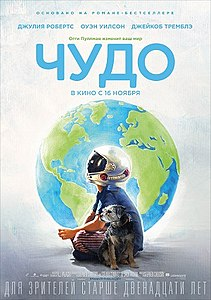 ОСНОВАНО НА РОМАНЕ-БЕСТСЕЛЛЕРЕ
ДЖУЛИЯ РОБЕРТС ОУЭН УИЛСОН ДЖЕЙКОБ ТРЕМБЛЭ
Огги Пуллман изменит ваш мир
ЧУДО
В КИНО С 16 НОЯБРЯ
ДЛЯ ЗРИТЕЛЕЙ СТАРШЕ ДВЕНАДЦАТИ ЛЕТ